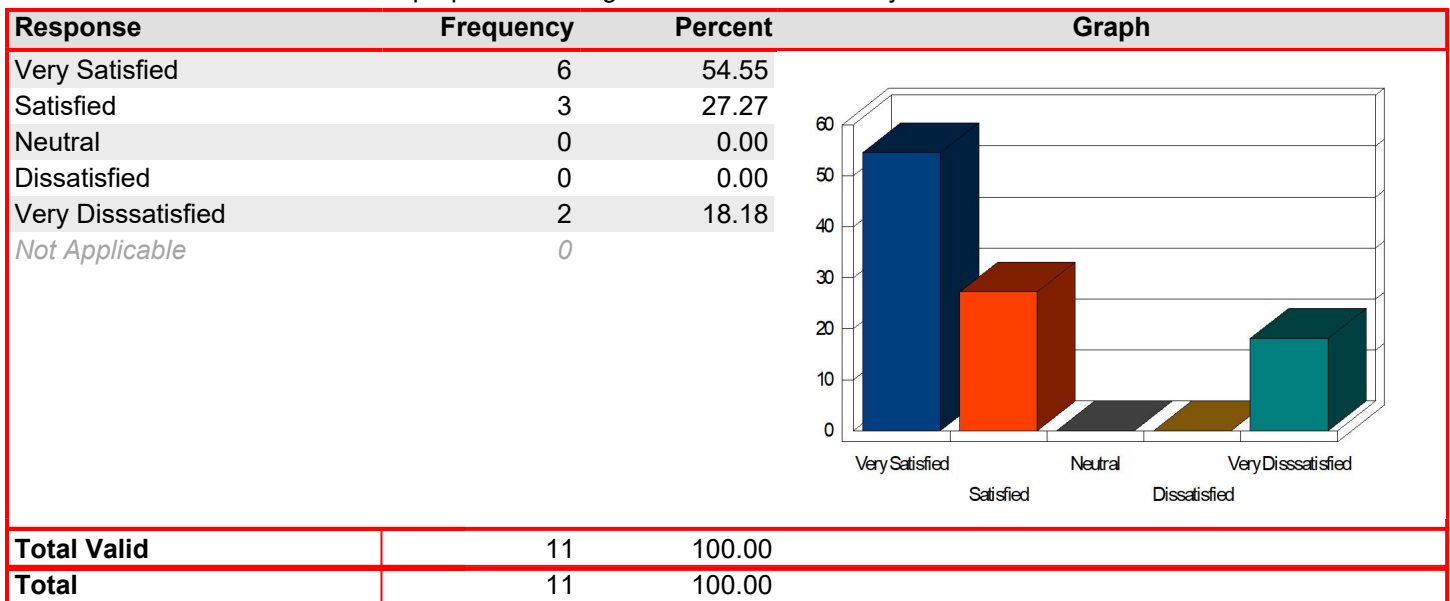 Response Frequency Percent Graph
Very Satisfied 6 54.55
Satisfied 3 27.27
Neutral 0 0.00
Dissatisfied 0 0.00
Very Disssatisfied 2 18.18
Not Applicable 0
60
50
40
30
20
10
0
Very Satisfied Neutral Very Disssatisfied
Satisfied Dissatisfied
Total Valid 11 100.00
Total 11 100.00